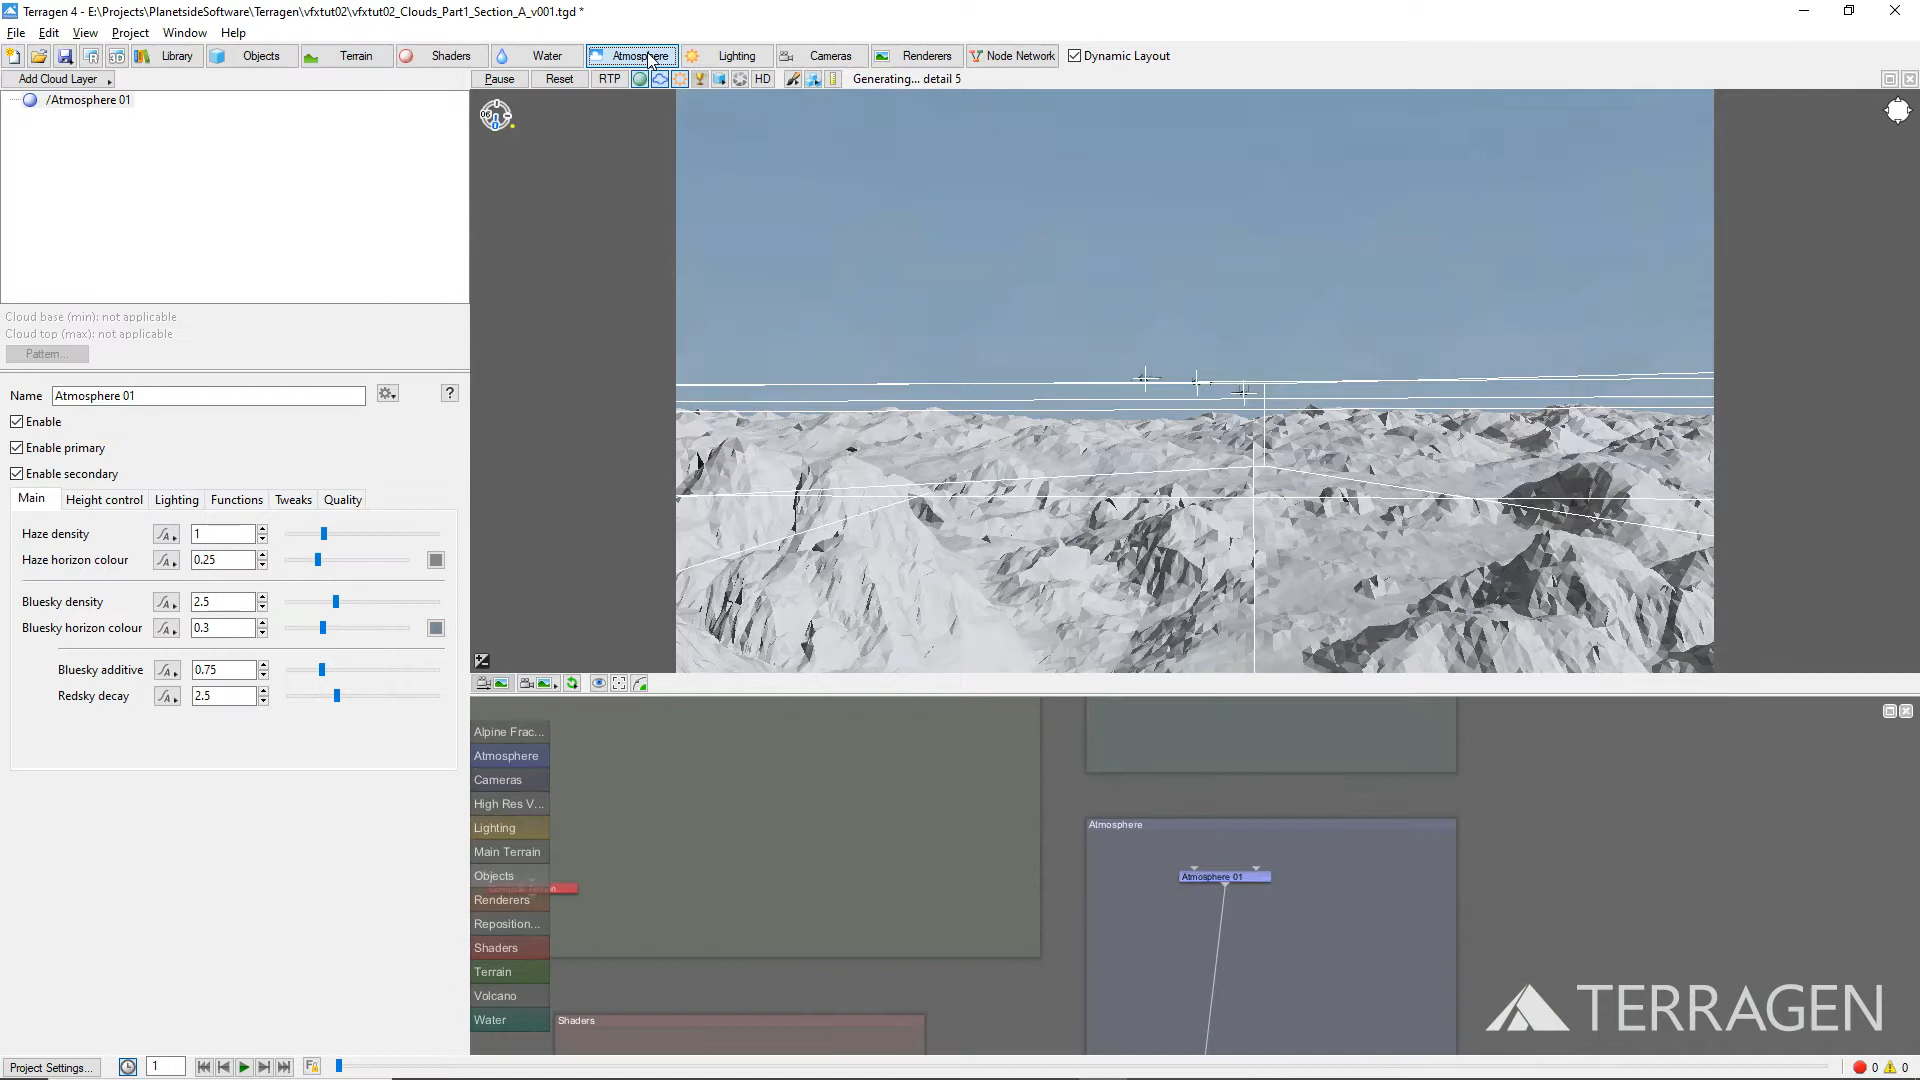 Terragen 4 - E:\Projects\PlanetsideSoftware\Terragen\vfxtut02\vfxtut02_Clouds_Part1_Section_A_v001.tgd *
File Edit View Project Window Help
Library Objects Terrain Shaders Water Atmosphere Lighting Cameras Renderers Node Network Dynamic Layout
Add Cloud Layer Pause Reset RTP HD Generating... detail 5
/Atmosphere 01
Cloud base (min): not applicable
Cloud top (max): not applicable
Pattern...
Name Atmosphere 01 ?
Enable
Enable primary
Enable secondary
Main Height control Lighting Functions Tweaks Quality
Haze density 1
Haze horizon colour 0.25
Bluesky density 2.5
Bluesky horizon colour 0.3
Bluesky additive 0.75
Redsky decay 2.5
Alpine Frac...
Atmosphere
Cameras
High Res V...
Lighting
Main Terrain
Objects
Renderers
Reposition...
Shaders
Terrain
Volcano
Water
Shaders
Atmosphere
Atmosphere 01
TERRAGEN
Project Settings... 1 0 0